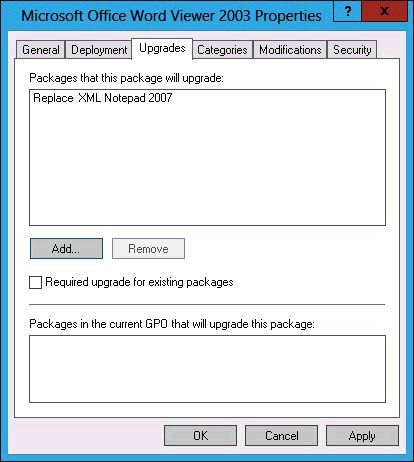 Microsoft Office Word Viewer 2003 Properties
? x
General Deployment Upgrades Categories Modifications Security
Packages that this package will upgrade:
Replace XML Notepad 2007
Add... Remove
Required upgrade for existing packages
Packages in the current GPO that will upgrade this package:
OK Cancel Apply